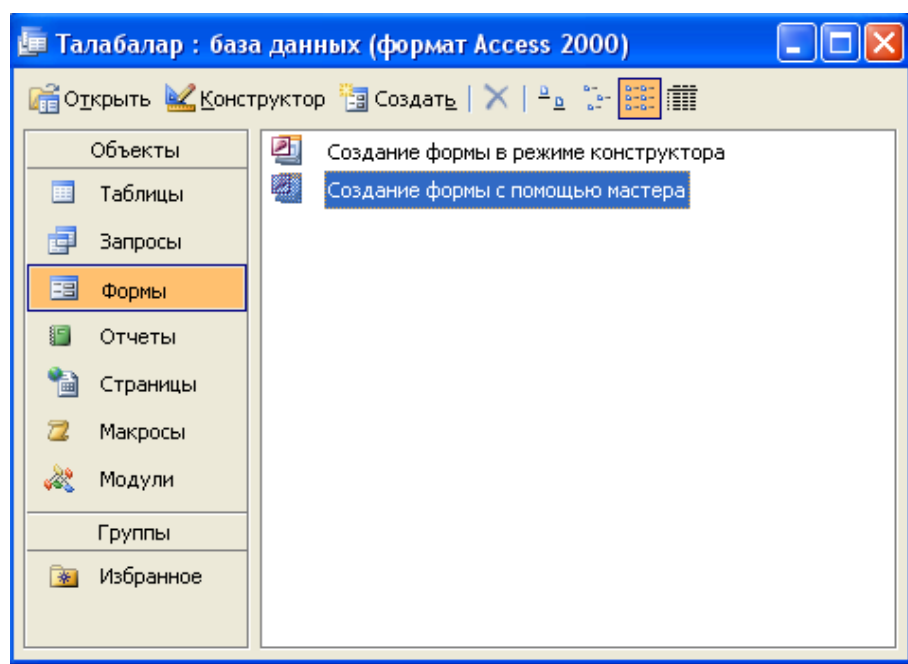 Талабалар : база данных (формат Access 2000)
Открыть Конструктор Создать
Объекты
Таблицы
Запросы
Формы
Отчеты
Страницы
Макросы
Модули
Группы
Избранное
Создание формы в режиме конструктора
Создание формы с помощью мастера